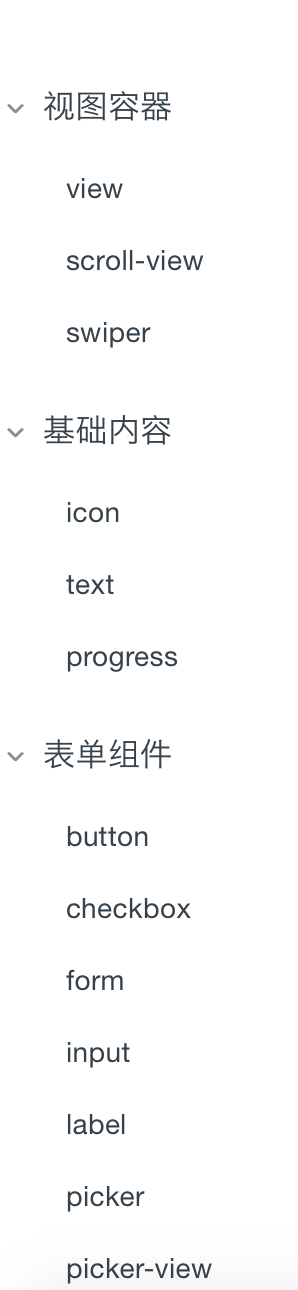 视图容器
view
scroll-view
swiper
基础内容
icon
text
progress
表单组件
button
checkbox
form
input
label
picker
picker-view